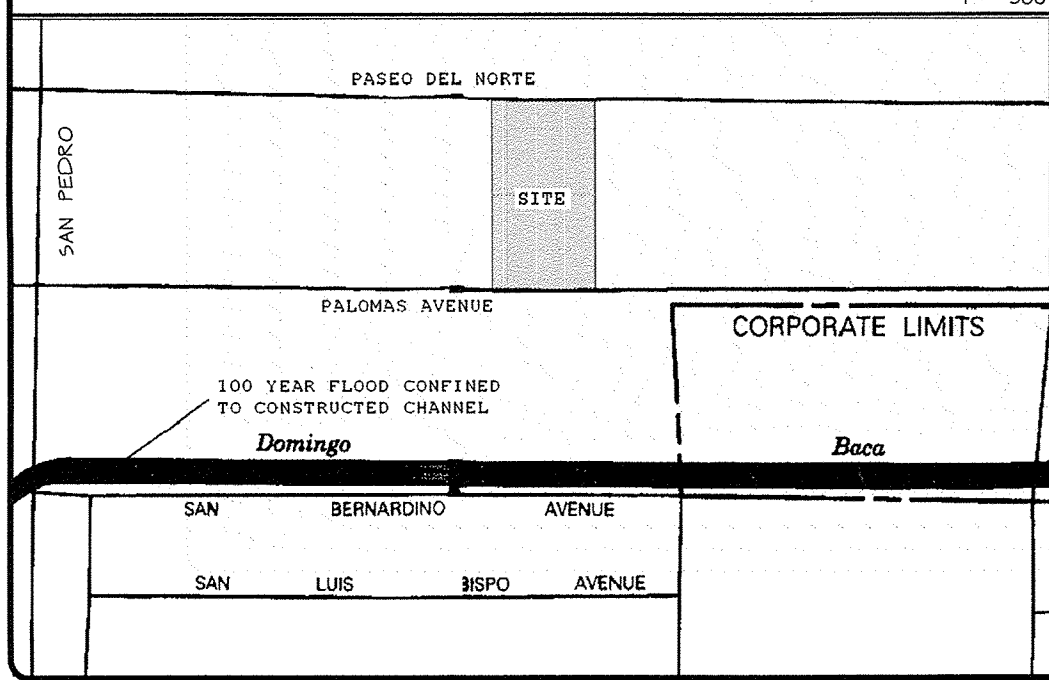 PASEO DEL NORTE
SAN PEDRO
SITE
PALOMAS AVENUE
CORPORATE LIMITS
100 YEAR FLOOD CONFINED
TO CONSTRUCTED CHANNEL
Domingo Baca
SAN BERNARDINO AVENUE
SAN LUIS BISPO AVENUE